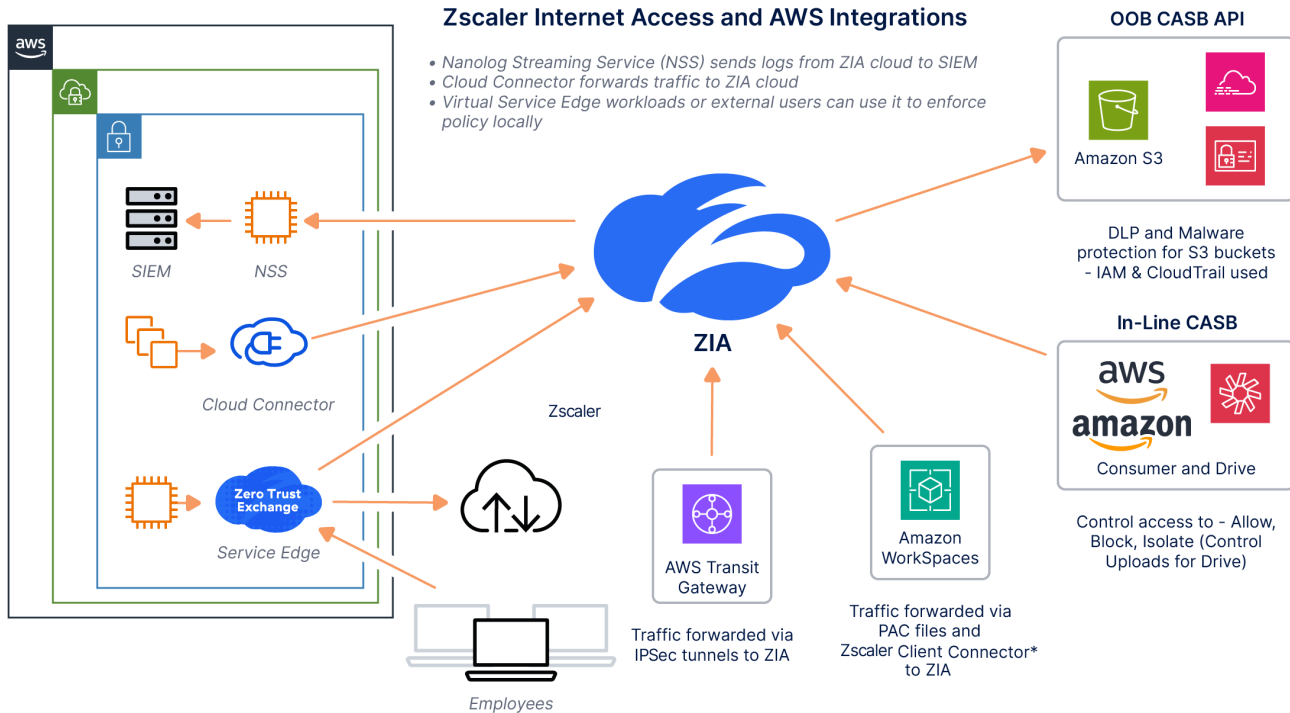 Zscaler Internet Access and AWS Integrations
• Nanolog Streaming Service (NSS) sends logs from ZIA cloud to SIEM
• Cloud Connector forwards traffic to ZIA cloud
• Virtual Service Edge workloads or external users can use it to enforce
policy locally
aws
SIEM
NSS
Cloud Connector
Zero Trust
Exchange
Service Edge
Employees
ZIA
Zscaler
AWS Transit
Gateway
Traffic forwarded via
IPSec tunnels to ZIA
Amazon
WorkSpaces
Traffic forwarded via
PAC files and
Zscaler Client Connector*
to ZIA
OOB CASB API
Amazon S3
DLP and Malware
protection for S3 buckets
- IAM & CloudTrail used
In-Line CASB
aws
amazon
Consumer and Drive
Control access to - Allow,
Block, Isolate (Control
Uploads for Drive)